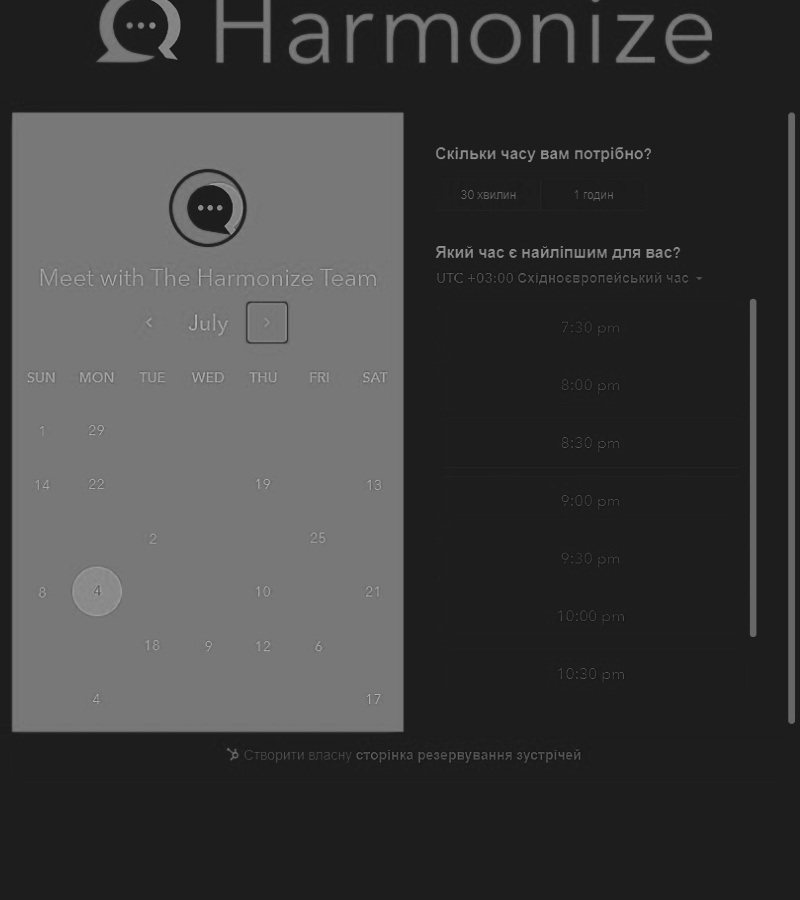 Harmonize
Meet with The Harmonize Team
July
SUN MON TUE WED THU FRI SAT
1 29
14 22 19 13
2 25
8 4 10 21
18 9 12 6
4 17
Скільки часу вам потрібно?
30 хвилин 1 годин
Який час є найліпшим для вас?
UTC +03:00 Східноєвропейський час
7:30 pm
8:00 pm
8:30 pm
9:00 pm
9:30 pm
10:00 pm
10:30 pm
Створити власну сторінка резервування зустрічей